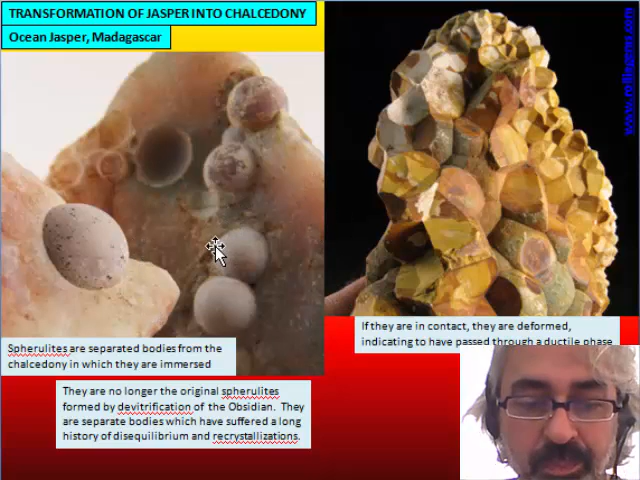 TRANSFORMATION OF JASPER INTO CHALCEDONY
Ocean Jasper, Madagascar
Spherulites are separated bodies from the
chalcedony in which they are immersed
If they are in contact, they are deformed,
indicating to have passed through a ductile phase
They are no longer the original spherulites
formed by devitrification of the Obsidian. They
are separate bodies which have suffered a long
history of disequilibrium and recrystallizations.